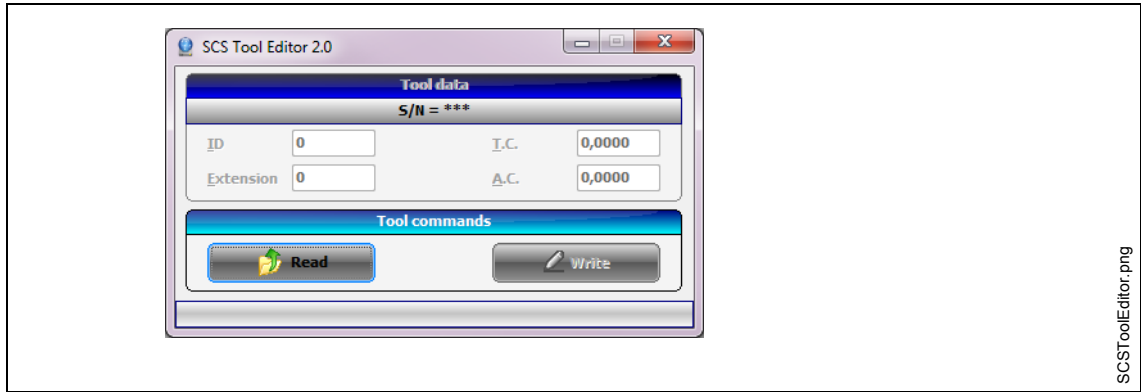 SCS Tool Editor 2.0
Tool data
S/N = ***
ID 0 T.C. 0,0000
Extension 0 A.C. 0,0000
Tool commands
Read Write
SCSToolEditor.png